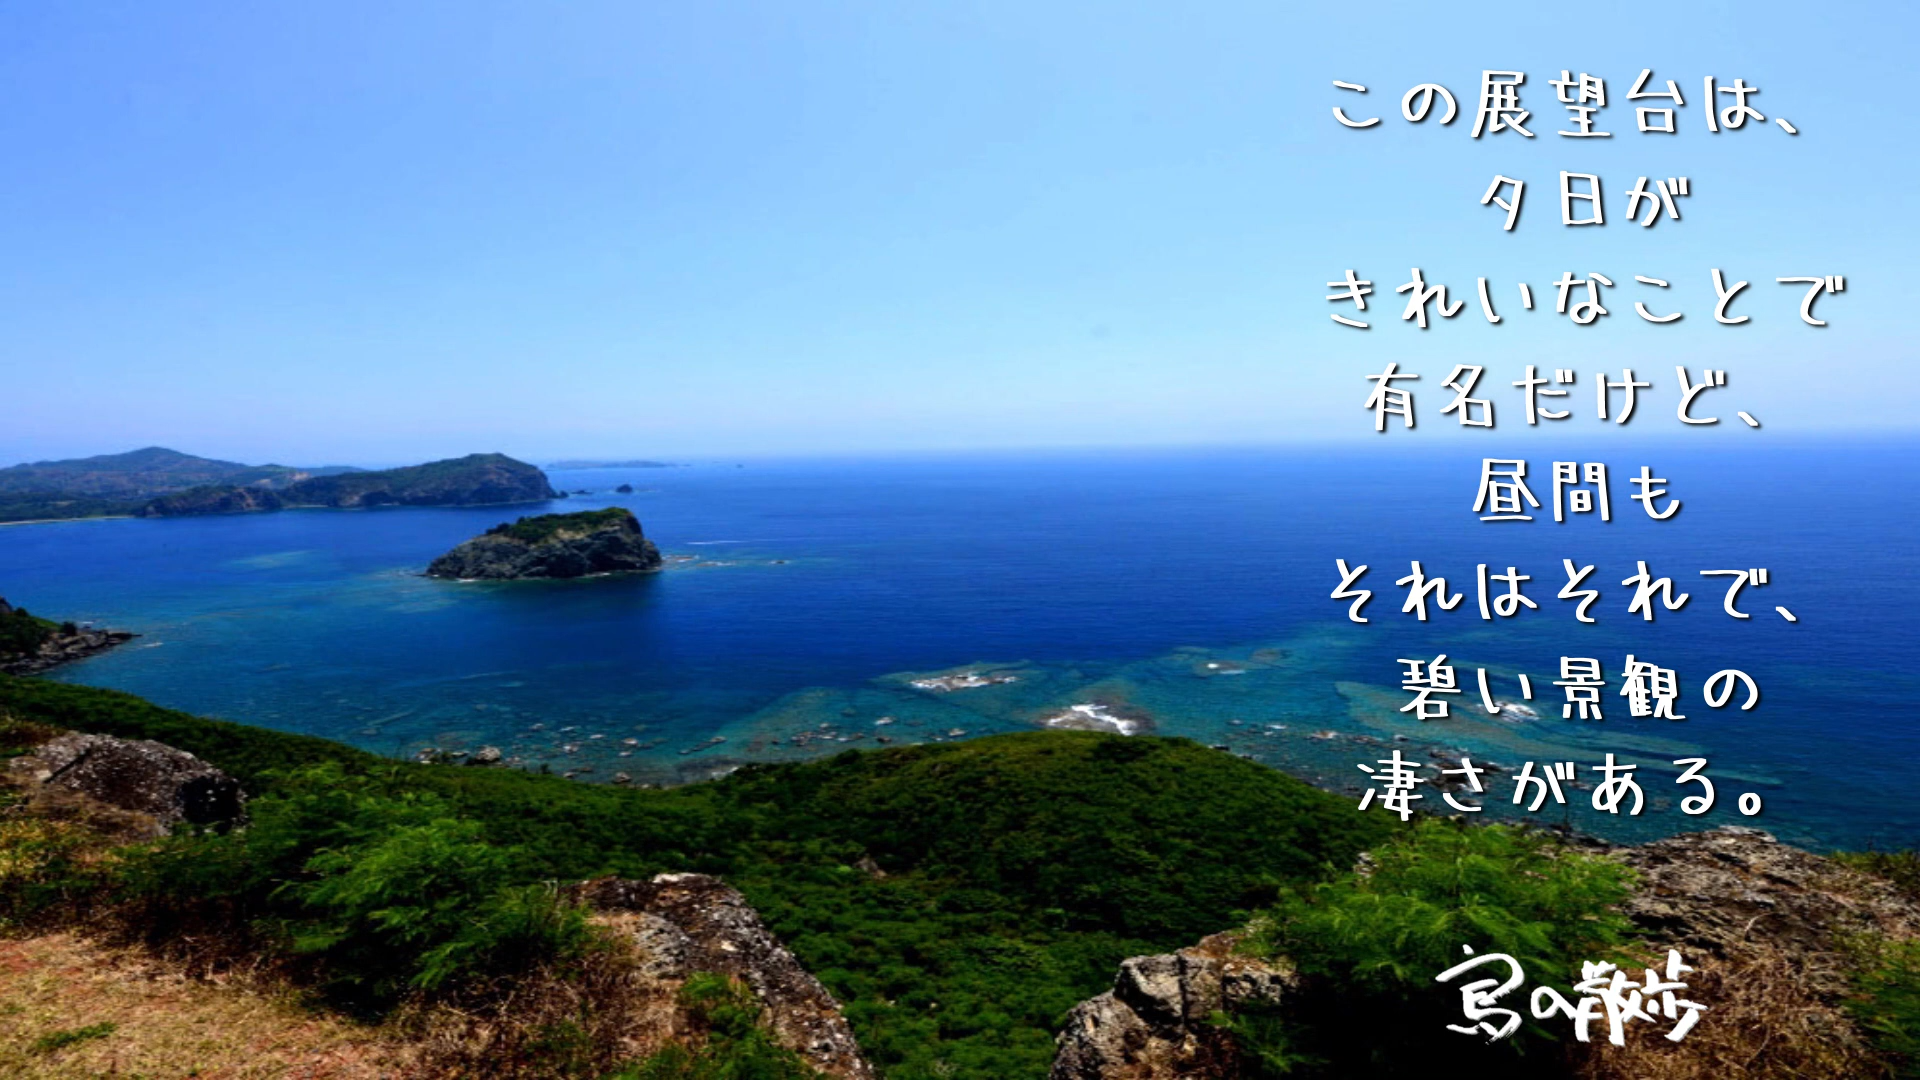 この展望台は、
夕日が
きれいなことで
有名だけど、
昼間も
それはそれで、
碧い景観の
凄さがある。
の散歩